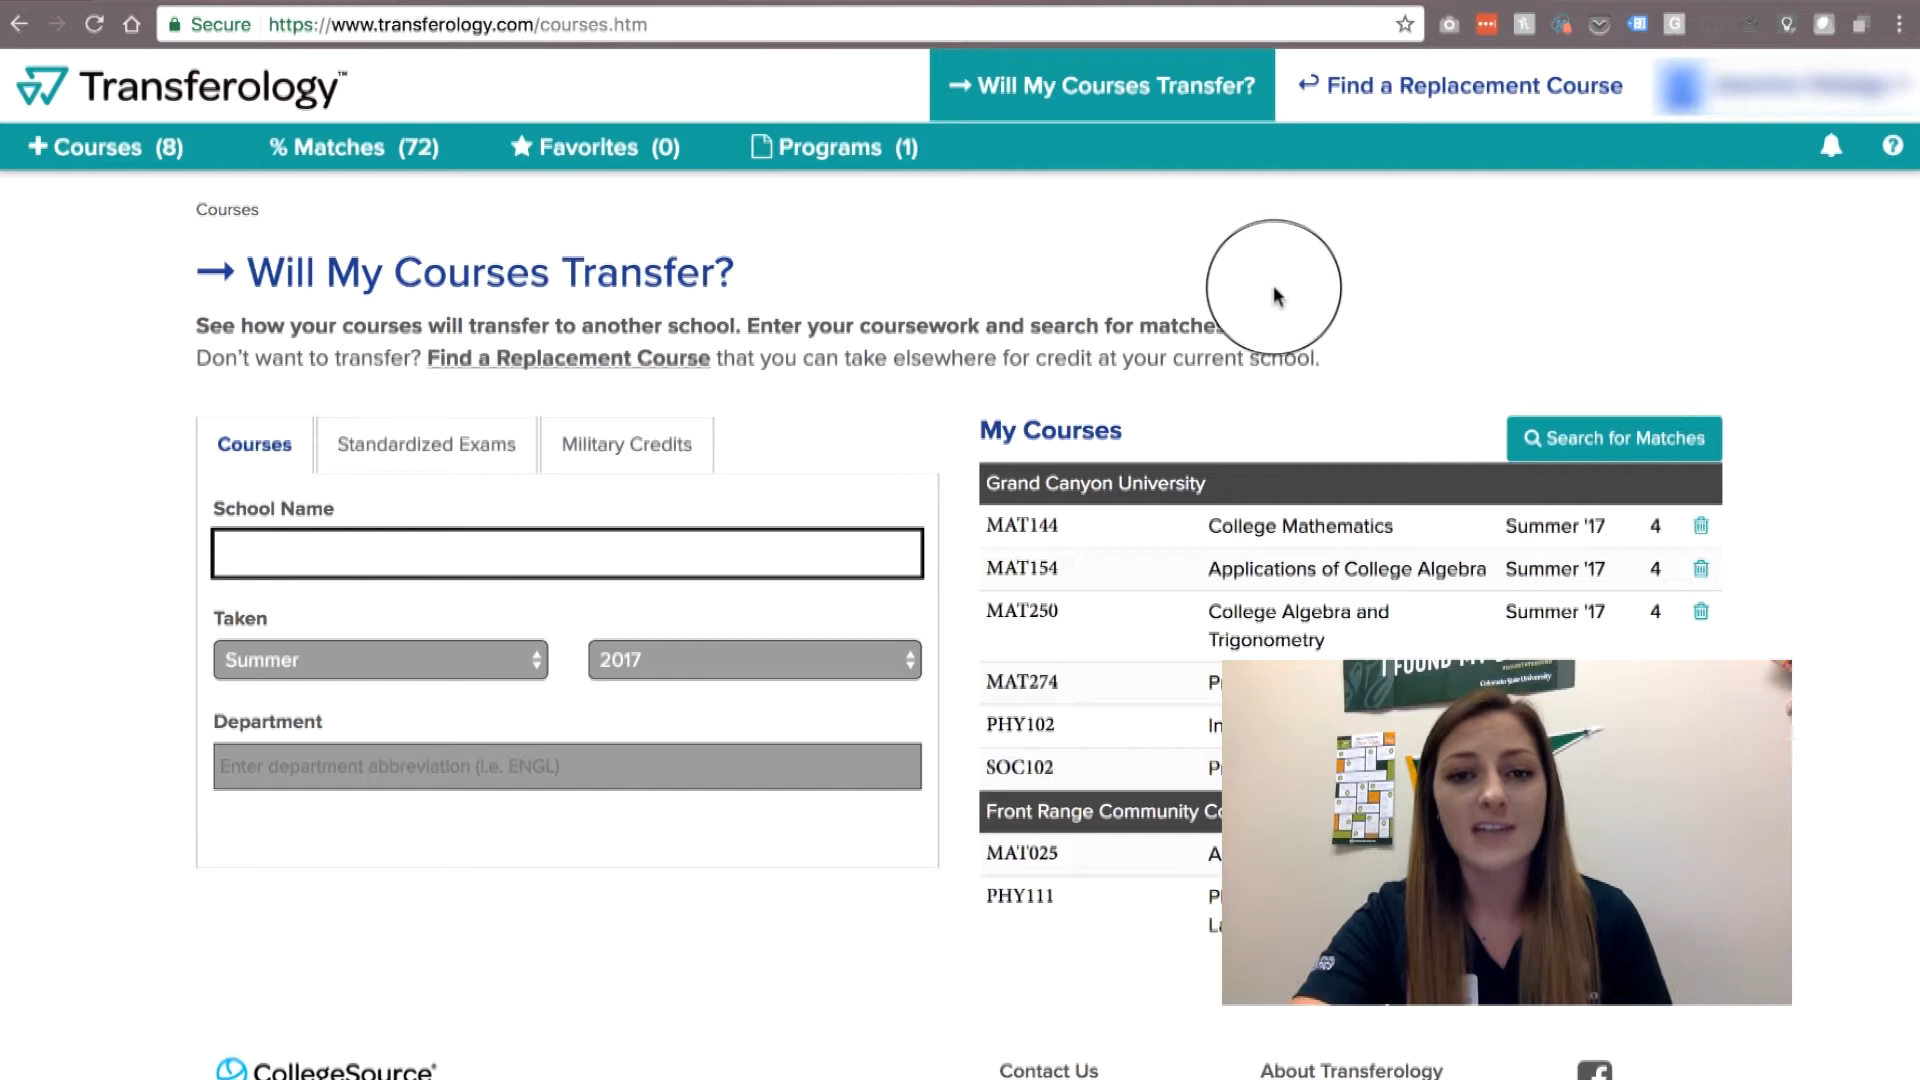 Secure https://www.transferology.com/courses.htm
Transferology™
→ Will My Courses Transfer?
Find a Replacement Course
+ Courses (8)
% Matches (72)
★ Favorites (0)
Programs (1)
Courses
→ Will My Courses Transfer?
See how your courses will transfer to another school. Enter your coursework and search for matches
Don't want to transfer? Find a Replacement Course that you can take elsewhere for credit at your current school.
Courses
Standardized Exams
Military Credits
School Name
Taken
Summer
2017
Department
Enter department abbreviation (i.e. ENGL)
My Courses
Search for Matches
Grand Canyon University
MAT144 College Mathematics Summer '17 4
MAT154 Applications of College Algebra Summer '17 4
MAT250 College Algebra and Summer '17 4
Trigonometry
MAT274
PHY102
SOC102
Front Range Community
MAT025
PHY111
I FOUND
Colorado State University
CollegeSource
Contact Us
About Transferology